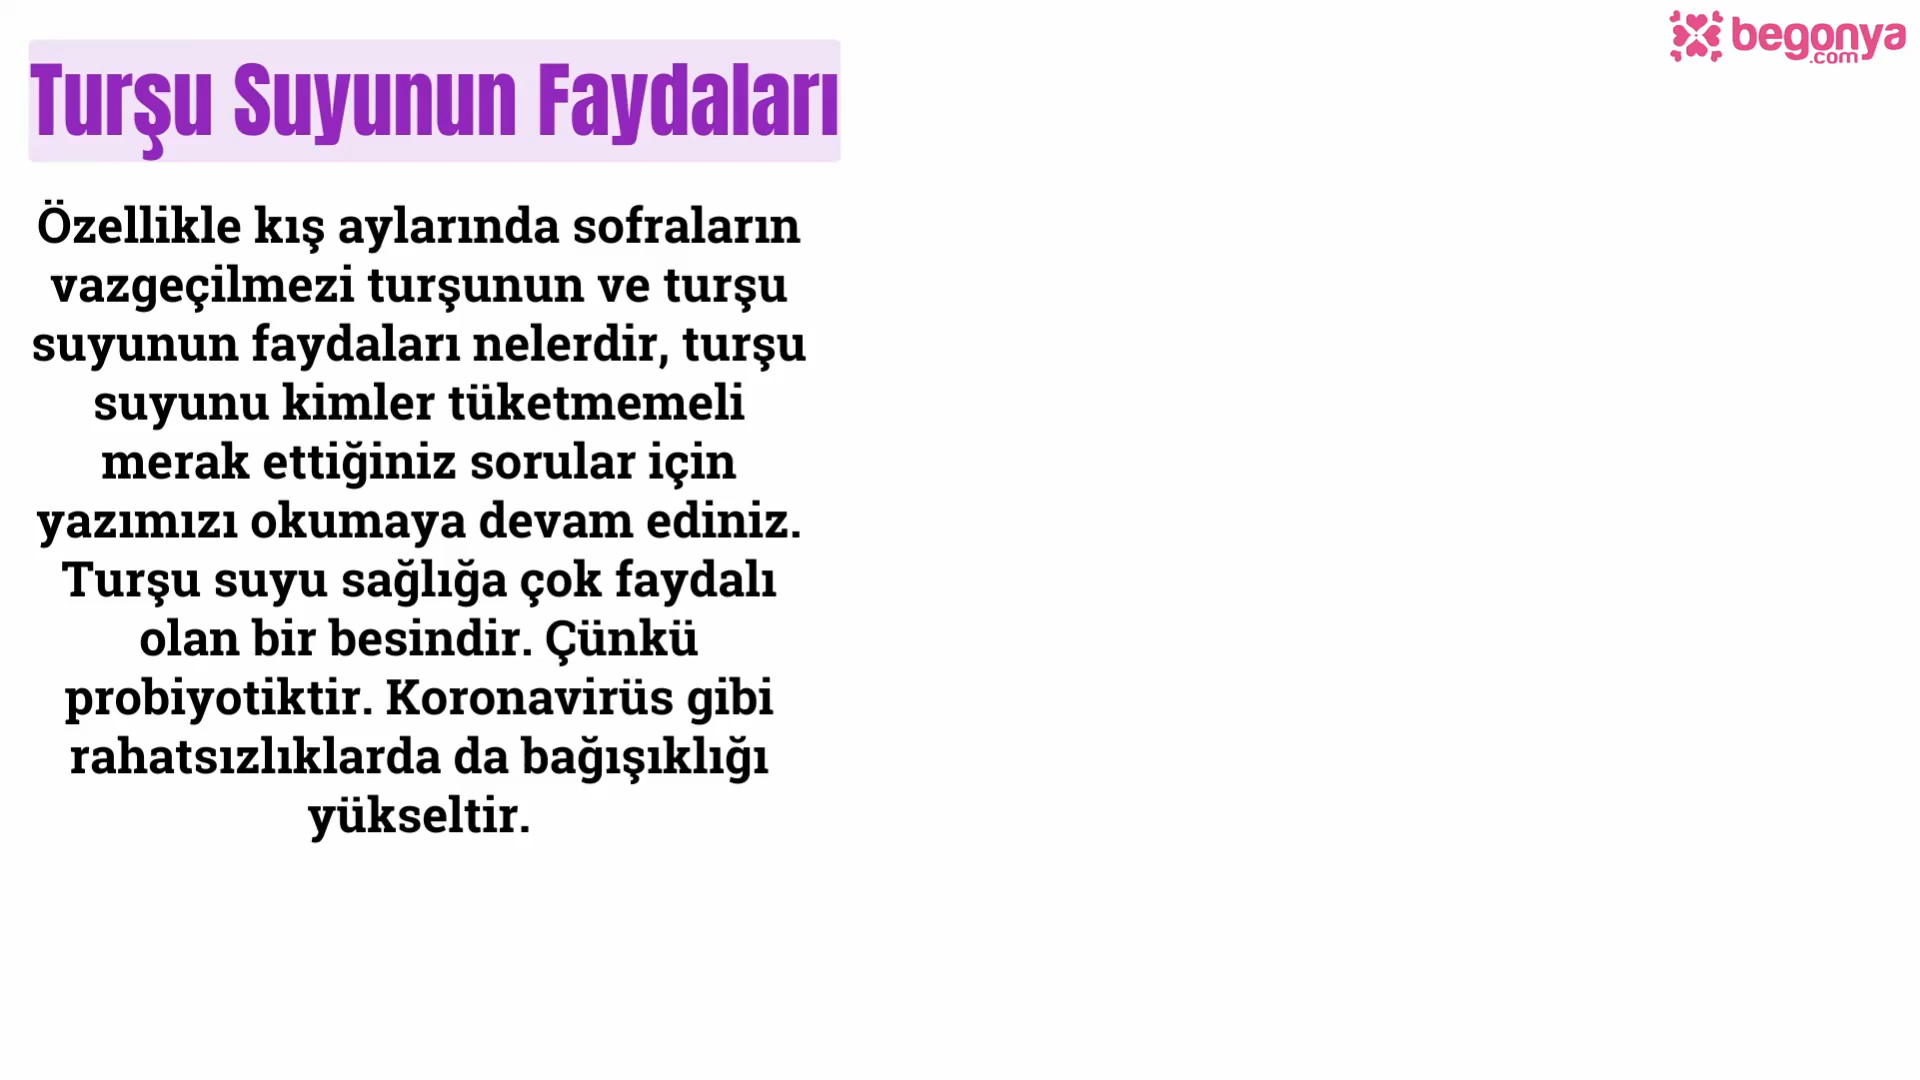 begonya
.com
Turşu Suyunun Faydaları
Özellikle kış aylarında sofraların
vazgeçilmezi turşunun ve turşu
suyunun faydaları nelerdir, turşu
suyunu kimler tüketmemeli
merak ettiğiniz sorular için
yazımızı okumaya devam ediniz.
Turşu suyu sağlığa çok faydalı
olan bir besindir. Çünkü
probiyotiktir. Koronavirüs gibi
rahatsızlıklarda da bağışıklığı
yükseltir.